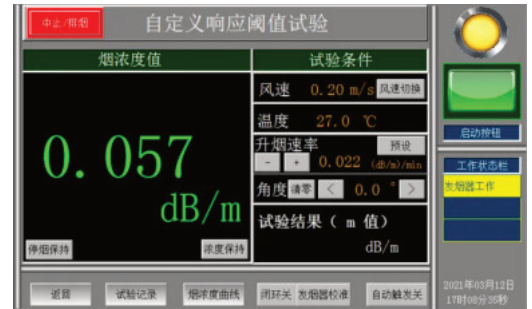 中止/排烟
自定义响应阈值试验
烟浓度值
试验条件
风速 0.20 m/s 风速切换
温度 27.0 ℃
升烟速率 预设
- + 0.022 (dB/m)/min
角度 清零 < 0.0 ° >
0.057
dB/m
停烟保持
浓度保持
试验结果（ m 值）
dB/m
启动按钮
工作状态栏
发烟器工作
返回
试验记录
烟浓度曲线
闭环关
发烟器校准
自动触发关
2021年03月12日
17时08分35秒